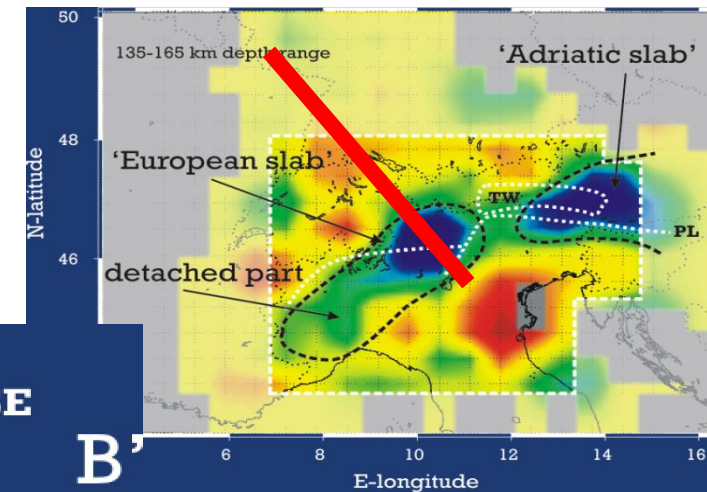 50
135-165 km depth range
'Adriatic slab'
48
'European slab'
TW
PL
46
detached part
N-latitude
6
8
10
12
14
16
E-longitude
B'